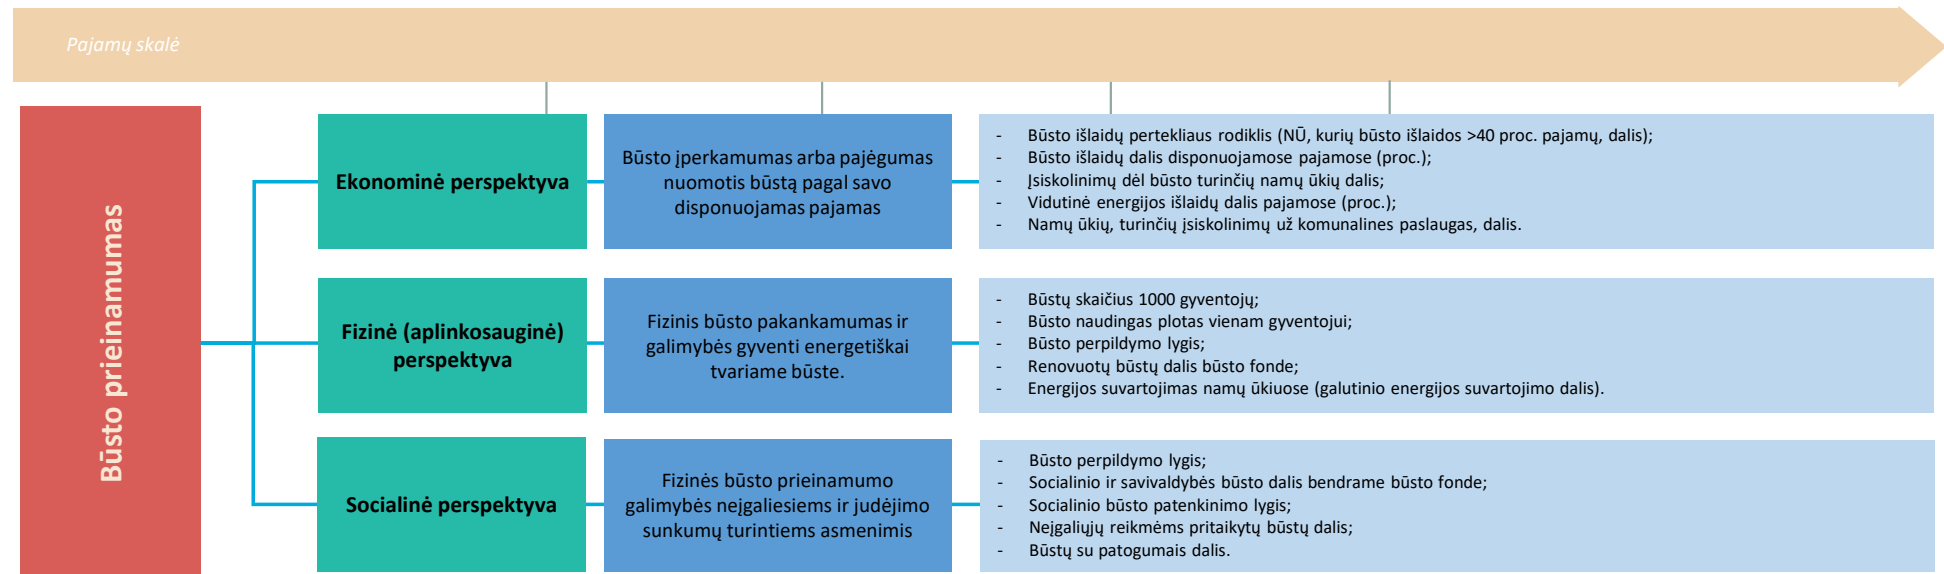 Pajamų skalė
Būsto prieinamumas
Ekonominė perspektyva
Būsto įperkamumas arba pajėgumas
nuomotis būstą pagal savo
disponuojamas pajamas
- Būsto išlaidų pertekliaus rodiklis (NŪ, kurių būsto išlaidos >40 proc. pajamų, dalis);
- Būsto išlaidų dalis disponuojamose pajamose (proc.);
- Įsiskolinimų dėl būsto turinčių namų ūkių dalis;
- Vidutinė energijos išlaidų dalis pajamose (proc.);
- Namų ūkių, turinčių įsiskolinimų už komunalines paslaugas, dalis.
Fizinė (aplinkosauginė)
perspektyva
Fizinis būsto pakankamumas ir
galimybės gyventi energetiškai
tvariame būste.
- Būstų skaičius 1000 gyventojų;
- Būsto naudingas plotas vienam gyventojui;
- Būsto perpildymo lygis;
- Renovuotų būstų dalis būsto fonde;
- Energijos suvartojimas namų ūkiuose (galutinio energijos suvartojimo dalis).
Socialinė perspektyva
Fizinės būsto prieinamumo
galimybės neįgaliesiems ir judėjimo
sunkumų turintiems asmenimis
- Būsto perpildymo lygis;
- Socialinio ir savivaldybės būsto dalis bendrame būsto fonde;
- Socialinio būsto patenkinimo lygis;
- Neįgaliųjų reikmėms pritaikytų būstų dalis;
- Būstų su patogumais dalis.